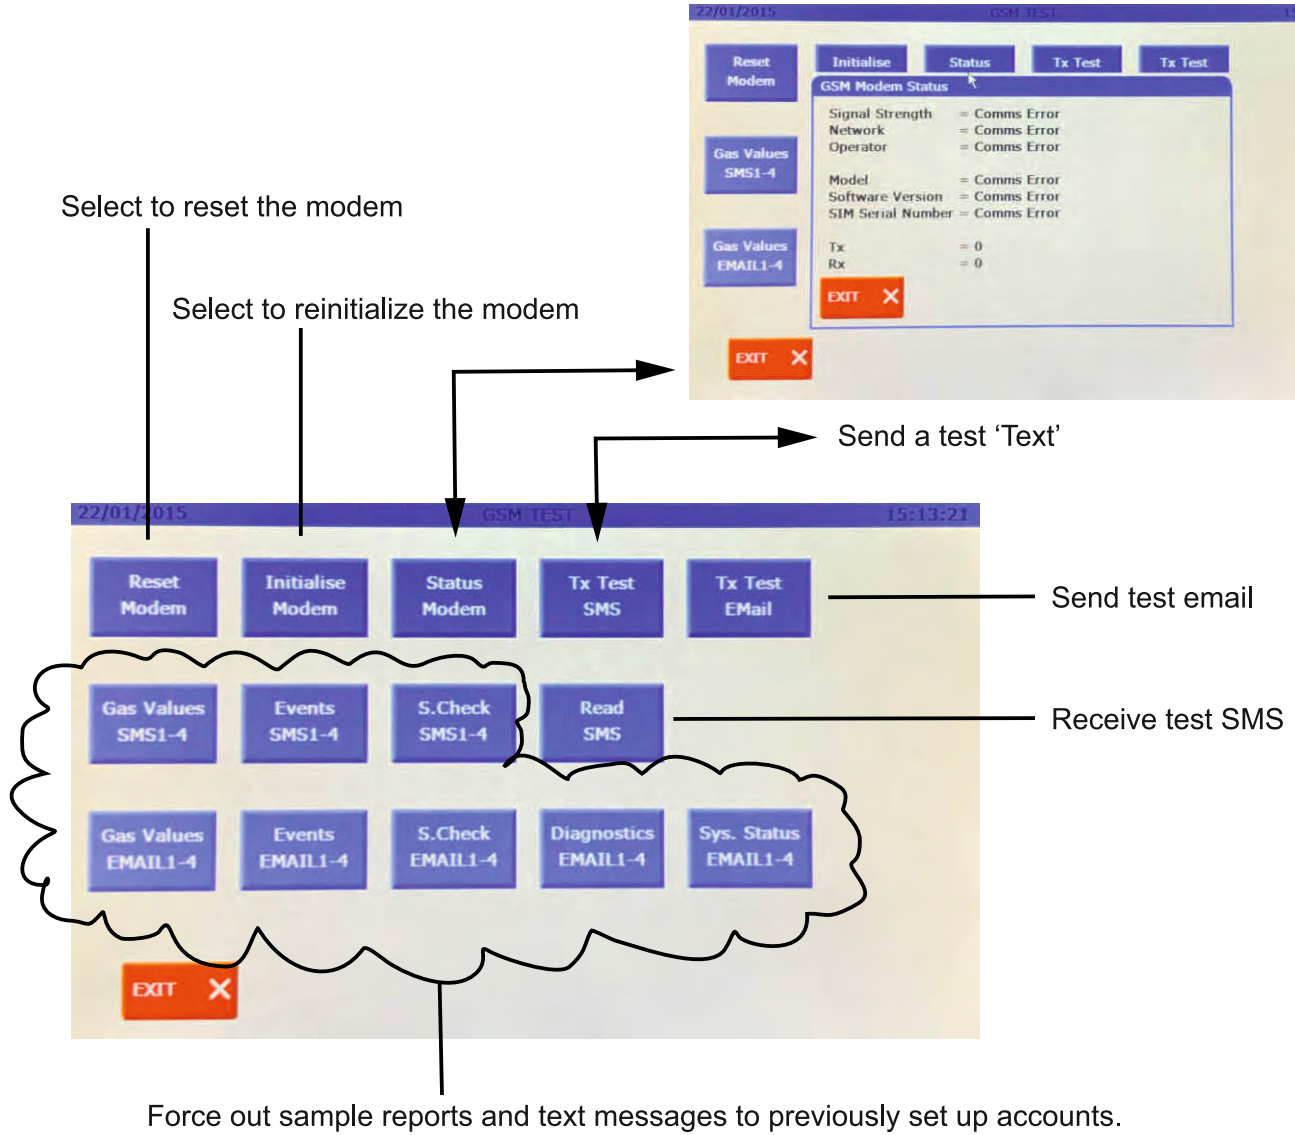 22/01/2015 GSM TEST
Reset
Modem
Initialise
Status
Tx Test
Tx Test
GSM Modem Status
Signal Strength = Comms Error
Network = Comms Error
Operator = Comms Error
Model = Comms Error
Software Version = Comms Error
SIM Serial Number = Comms Error
Tx = 0
Rx = 0
EXIT
Gas Values
SMS1-4
Gas Values
EMAIL1-4
EXIT
Select to reset the modem
Select to reinitialize the modem
Send a test ‘Text’
22/01/2015 GSM TEST 15:13:21
Reset
Modem
Initialise
Modem
Status
Modem
Tx Test
SMS
Tx Test
EMail
Send test email
Gas Values
SMS1-4
Events
SMS1-4
S.Check
SMS1-4
Read
SMS
Receive test SMS
Gas Values
EMAIL1-4
Events
EMAIL1-4
S.Check
EMAIL1-4
Diagnostics
EMAIL1-4
Sys. Status
EMAIL1-4
EXIT
Force out sample reports and text messages to previously set up accounts.